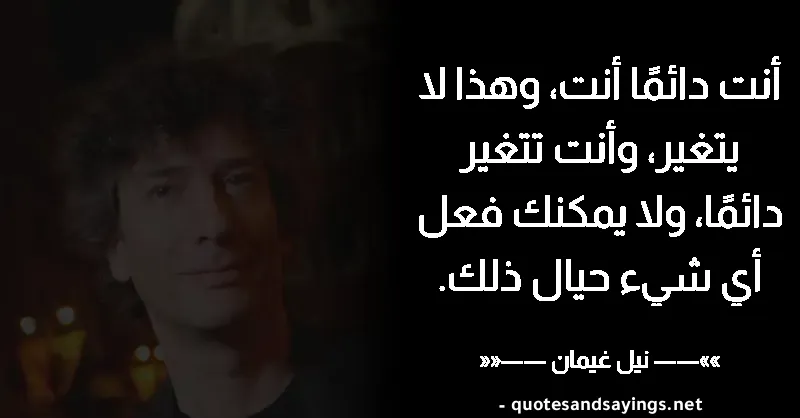 أنت دائمًا أنت، وهذا لا
يتغير، وأنت تتغير
دائمًا، ولا يمكنك فعل
أي شيء حيال ذلك.
»»—— نيل غيمان ——««
- quotesandsayings.net